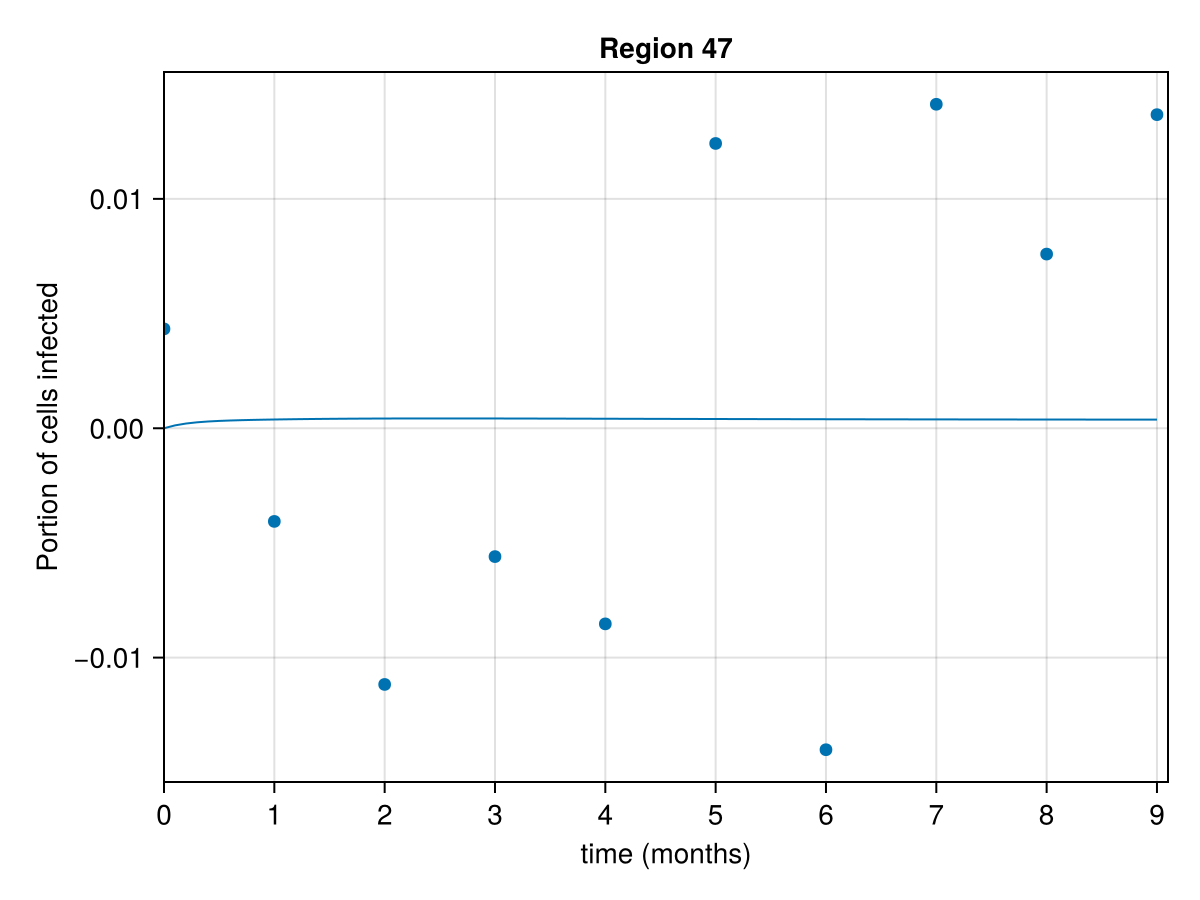 Region 47
Portion of cells infected
0.01
0.00
−0.01
0 1 2 3 4 5 6 7 8 9
time (months)